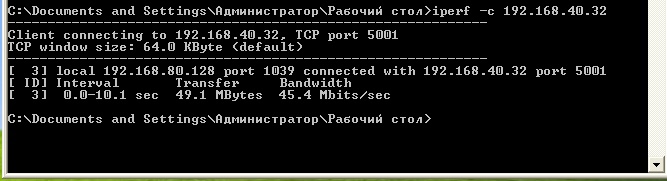 C:\Documents and Settings\Администратор\Рабочий стол>iperf -c 192.168.40.32
------------------------------------------------------------
Client connecting to 192.168.40.32, TCP port 5001
TCP window size: 64.0 KByte (default)
------------------------------------------------------------
[  3] local 192.168.80.128 port 1039 connected with 192.168.40.32 port 5001
[ ID] Interval       Transfer     Bandwidth
[  3]  0.0-10.1 sec  49.1 MBytes  45.4 Mbits/sec
C:\Documents and Settings\Администратор\Рабочий стол>